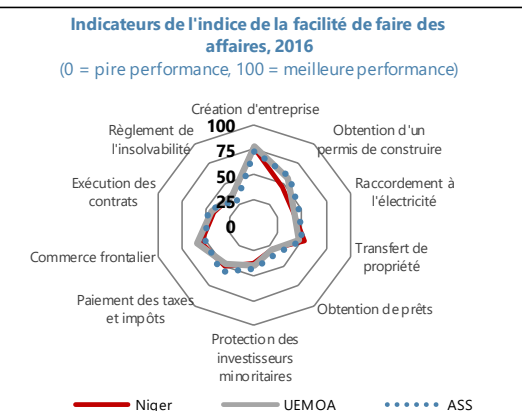 Indicateurs de l'indice de la facilité de faire des
affaires, 2016
(0 = pire performance, 100 = meilleure performance)
Création d'entreprise
Obtention d'un
permis de construire
Raccordement à
l'électricité
Transfert de
propriété
Obtention de prêts
Protection des
investisseurs
minoritaires
Paiement des taxes
et impôts
Commerce frontalier
Exécution des
contrats
Règlement de
l'insolvabilité
100
75
50
25
0
Niger
UEMOA
ASS